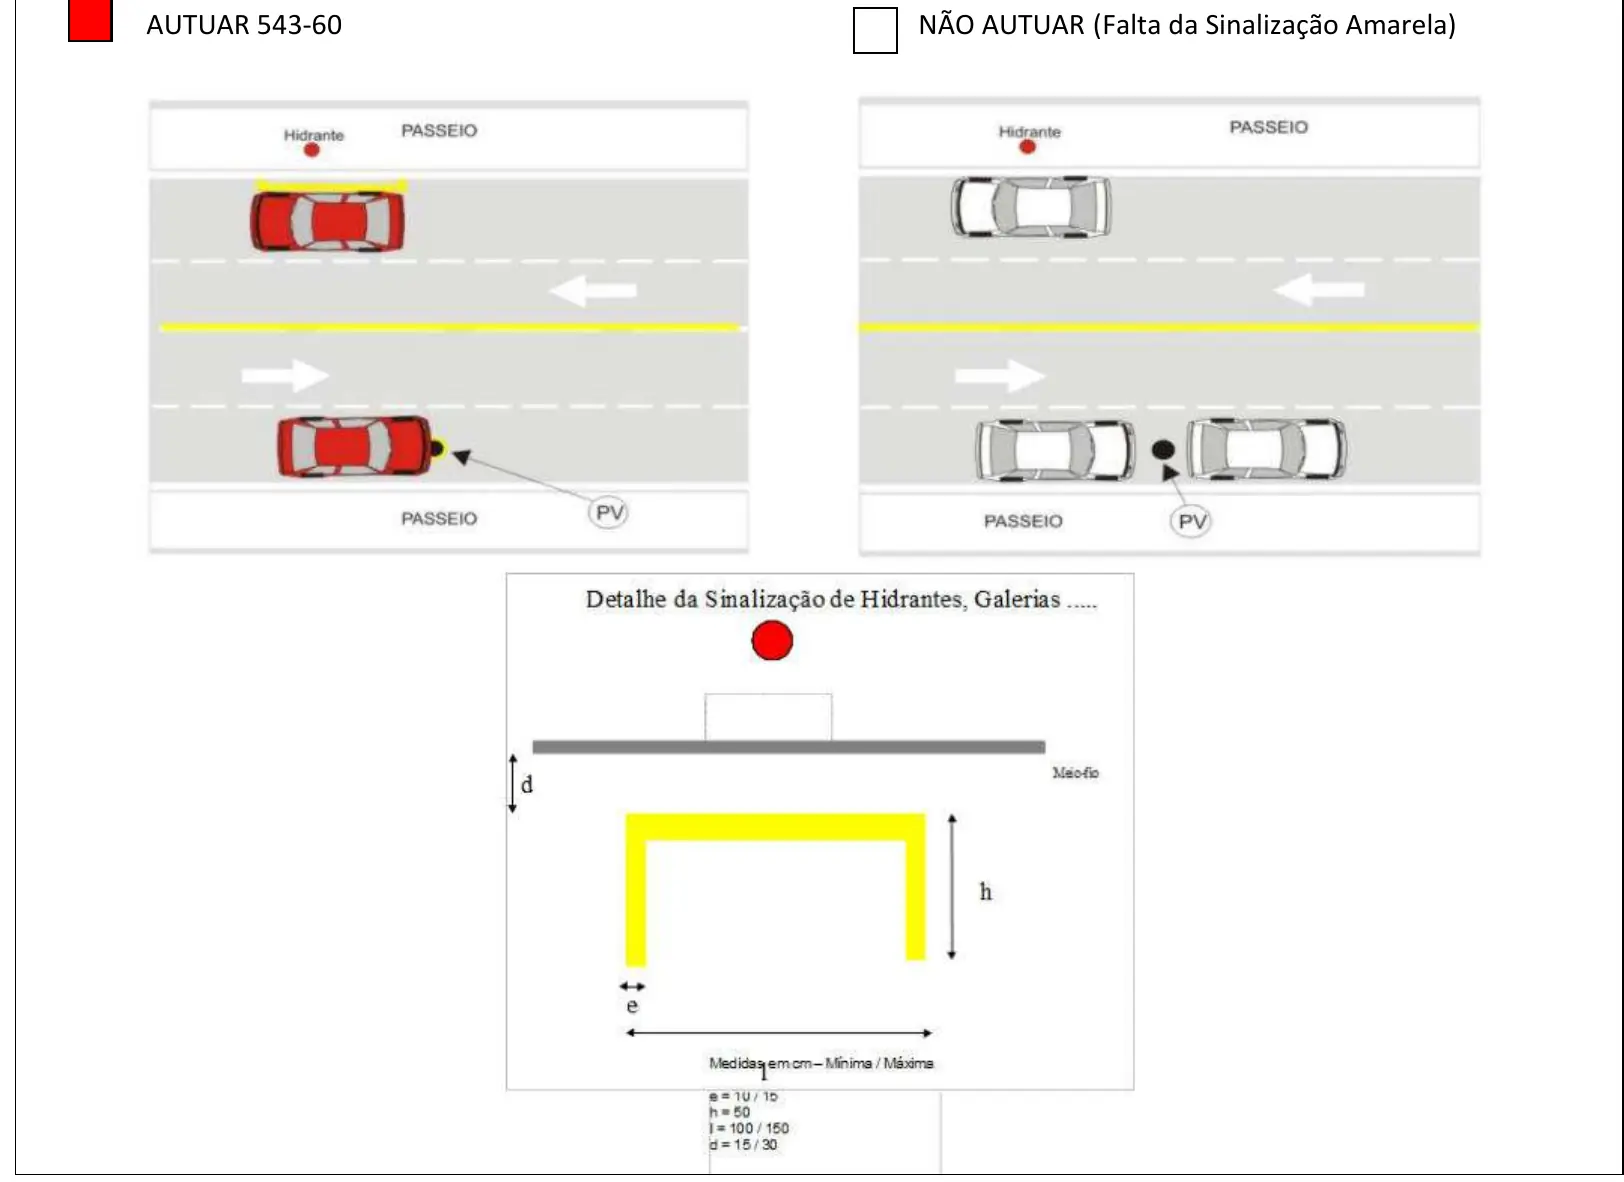 AUTUAR 543-60
NÃO AUTUAR (Falta da Sinalização Amarela)
Hidrante
PASSEIO
PASSEIO
PV
Hidrante
PASSEIO
PASSEIO
PV
Detalhe da Sinalização de Hidrantes, Galerias .....
d
Meio-fio
h
e
Medidas em cm – Mínima / Máxima
l
e = 10 / 15
h = 50
l = 100 / 150
d = 15 / 30